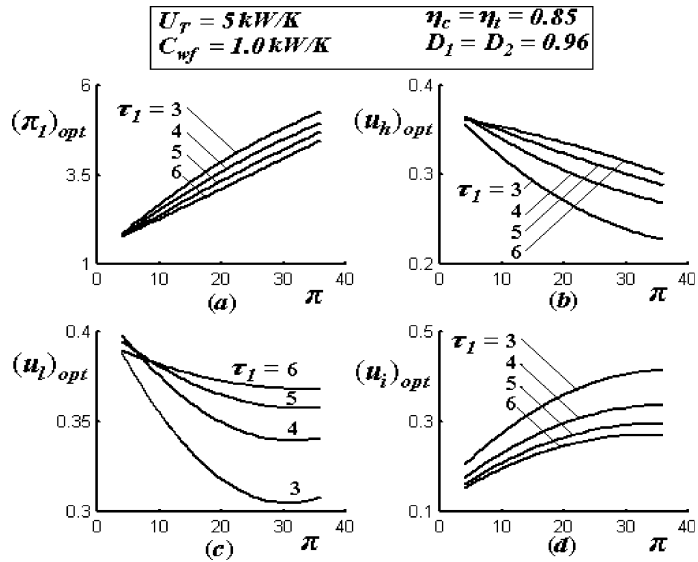 U_T = 5 kW/K    η_c = η_t = 0.85
C_wf = 1.0 kW/K    D_1 = D_2 = 0.96
(π_1)_opt
6
3.5
1
τ_1 = 3
4
5
6
0 10 20 30 40
(a)
π
(u_h)_opt
0.4
0.3
0.2
τ_1 = 3
4
5
6
0 10 20 30 40
(b)
π
(u_l)_opt
0.4
0.35
0.3
τ_1 = 6
5
4
3
0 10 20 30 40
(c)
π
(u_i)_opt
0.5
0.3
0.1
τ_1 = 3
4
5
6
0 10 20 30 40
(d)
π